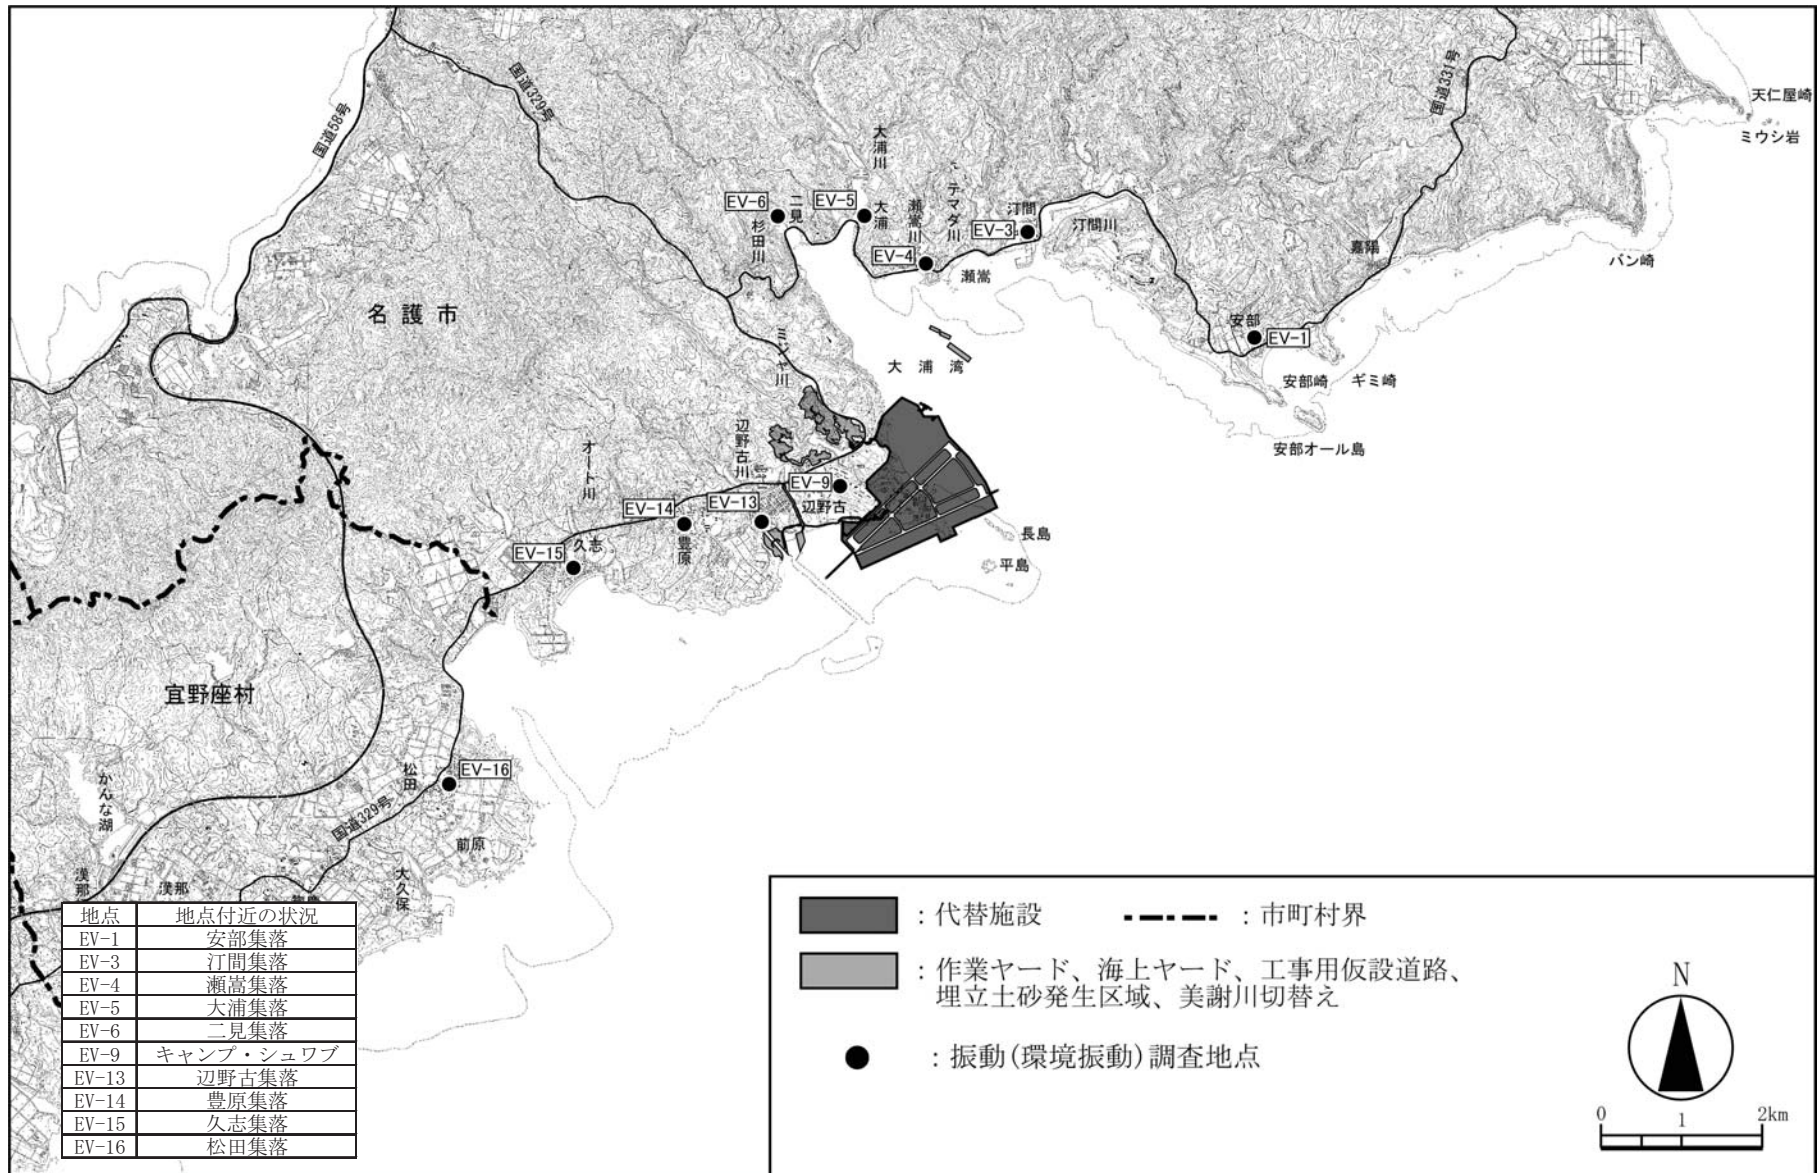 国道58号
国道329号
国道331号
天仁屋崎
ミウシ岩
バン崎
嘉陽
大浦川
テマダ川
瀬嵩川
EV-6
二見
杉田川
EV-5
大浦
EV-4
瀬嵩
EV-3
汀間
汀間川
安部
EV-1
安部崎
ギミ崎
安部オール島
名護市
大浦湾
辺野古川
オート川
EV-9
辺野古
EV-13
EV-14
豊原
EV-15
久志
長島
平島
宜野座村
かんな湖
松田
EV-16
国道329号
前原
大久保
漢那
漢那
地点 地点付近の状況
EV-1 安部集落
EV-3 汀間集落
EV-4 瀬嵩集落
EV-5 大浦集落
EV-6 二見集落
EV-9 キャンプ・シュワブ
EV-13 辺野古集落
EV-14 豊原集落
EV-15 久志集落
EV-16 松田集落
：代替施設
：市町村界
：作業ヤード、海上ヤード、工事用仮設道路、
埋立土砂発生区域、美謝川切替え
：振動(環境振動)調査地点
N
0 1 2km